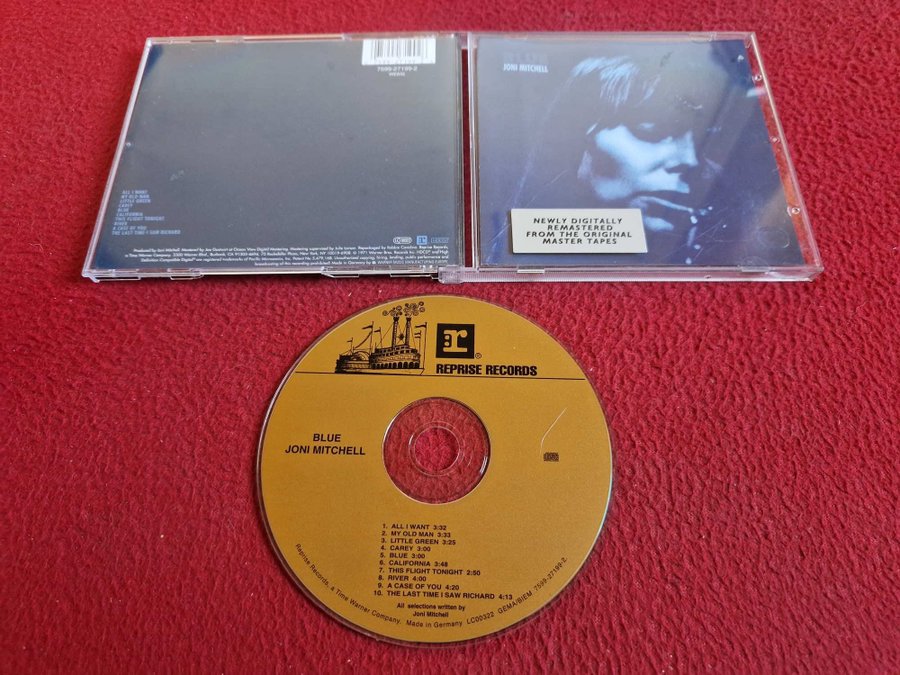 7599-27199-2
WE833
ALL I WANT
MY OLD MAN
LITTLE GREEN
CAREY
BLUE
CALIFORNIA
THIS FLIGHT TONIGHT
RIVER
A CASE OF YOU
THE LAST TIME I SAW RICHARD
JONI MITCHELL
NEWLY DIGITALLY
REMASTERED
FROM THE ORIGINAL
MASTER TAPES
r
®
REPRISE RECORDS
BLUE
JONI MITCHELL
1. ALL I WANT 3:32
2. MY OLD MAN 3:33
3. LITTLE GREEN 3:25
4. CAREY 3:00
5. BLUE 3:00
6. CALIFORNIA 3:48
7. THIS FLIGHT TONIGHT 2:50
8. RIVER 4:00
9. A CASE OF YOU 4:20
10. THE LAST TIME I SAW RICHARD 4:13
All selections written by
Joni Mitchell
Reprise Records, a Time Warner Company. Made in Germany LC00322 GEMA/BIEM 7599-27199-2